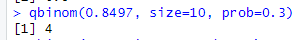 > qbinom(0.8497, size=10, prob=0.3)
[1] 4